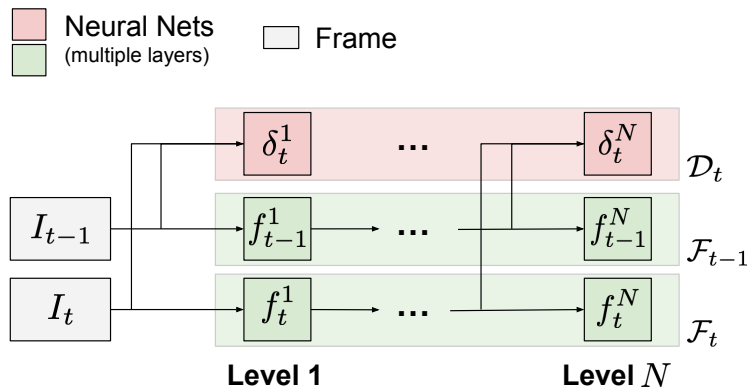 Neural Nets
(multiple layers)
Frame
δ_t^1 ... δ_t^N
𝒟_t
I_{t−1} f_{t−1}^1 ... f_{t−1}^N
ℱ_{t−1}
I_t f_t^1 ... f_t^N
ℱ_t
Level 1 Level N